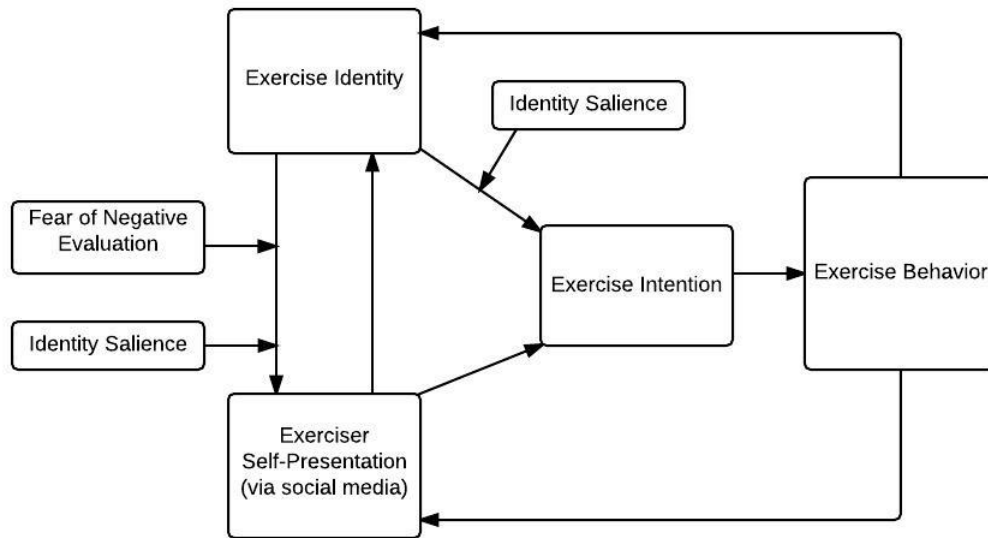 Exercise Identity
Identity Salience
Fear of Negative
Evaluation
Exercise Intention
Exercise Behavior
Identity Salience
Exerciser
Self-Presentation
(via social media)